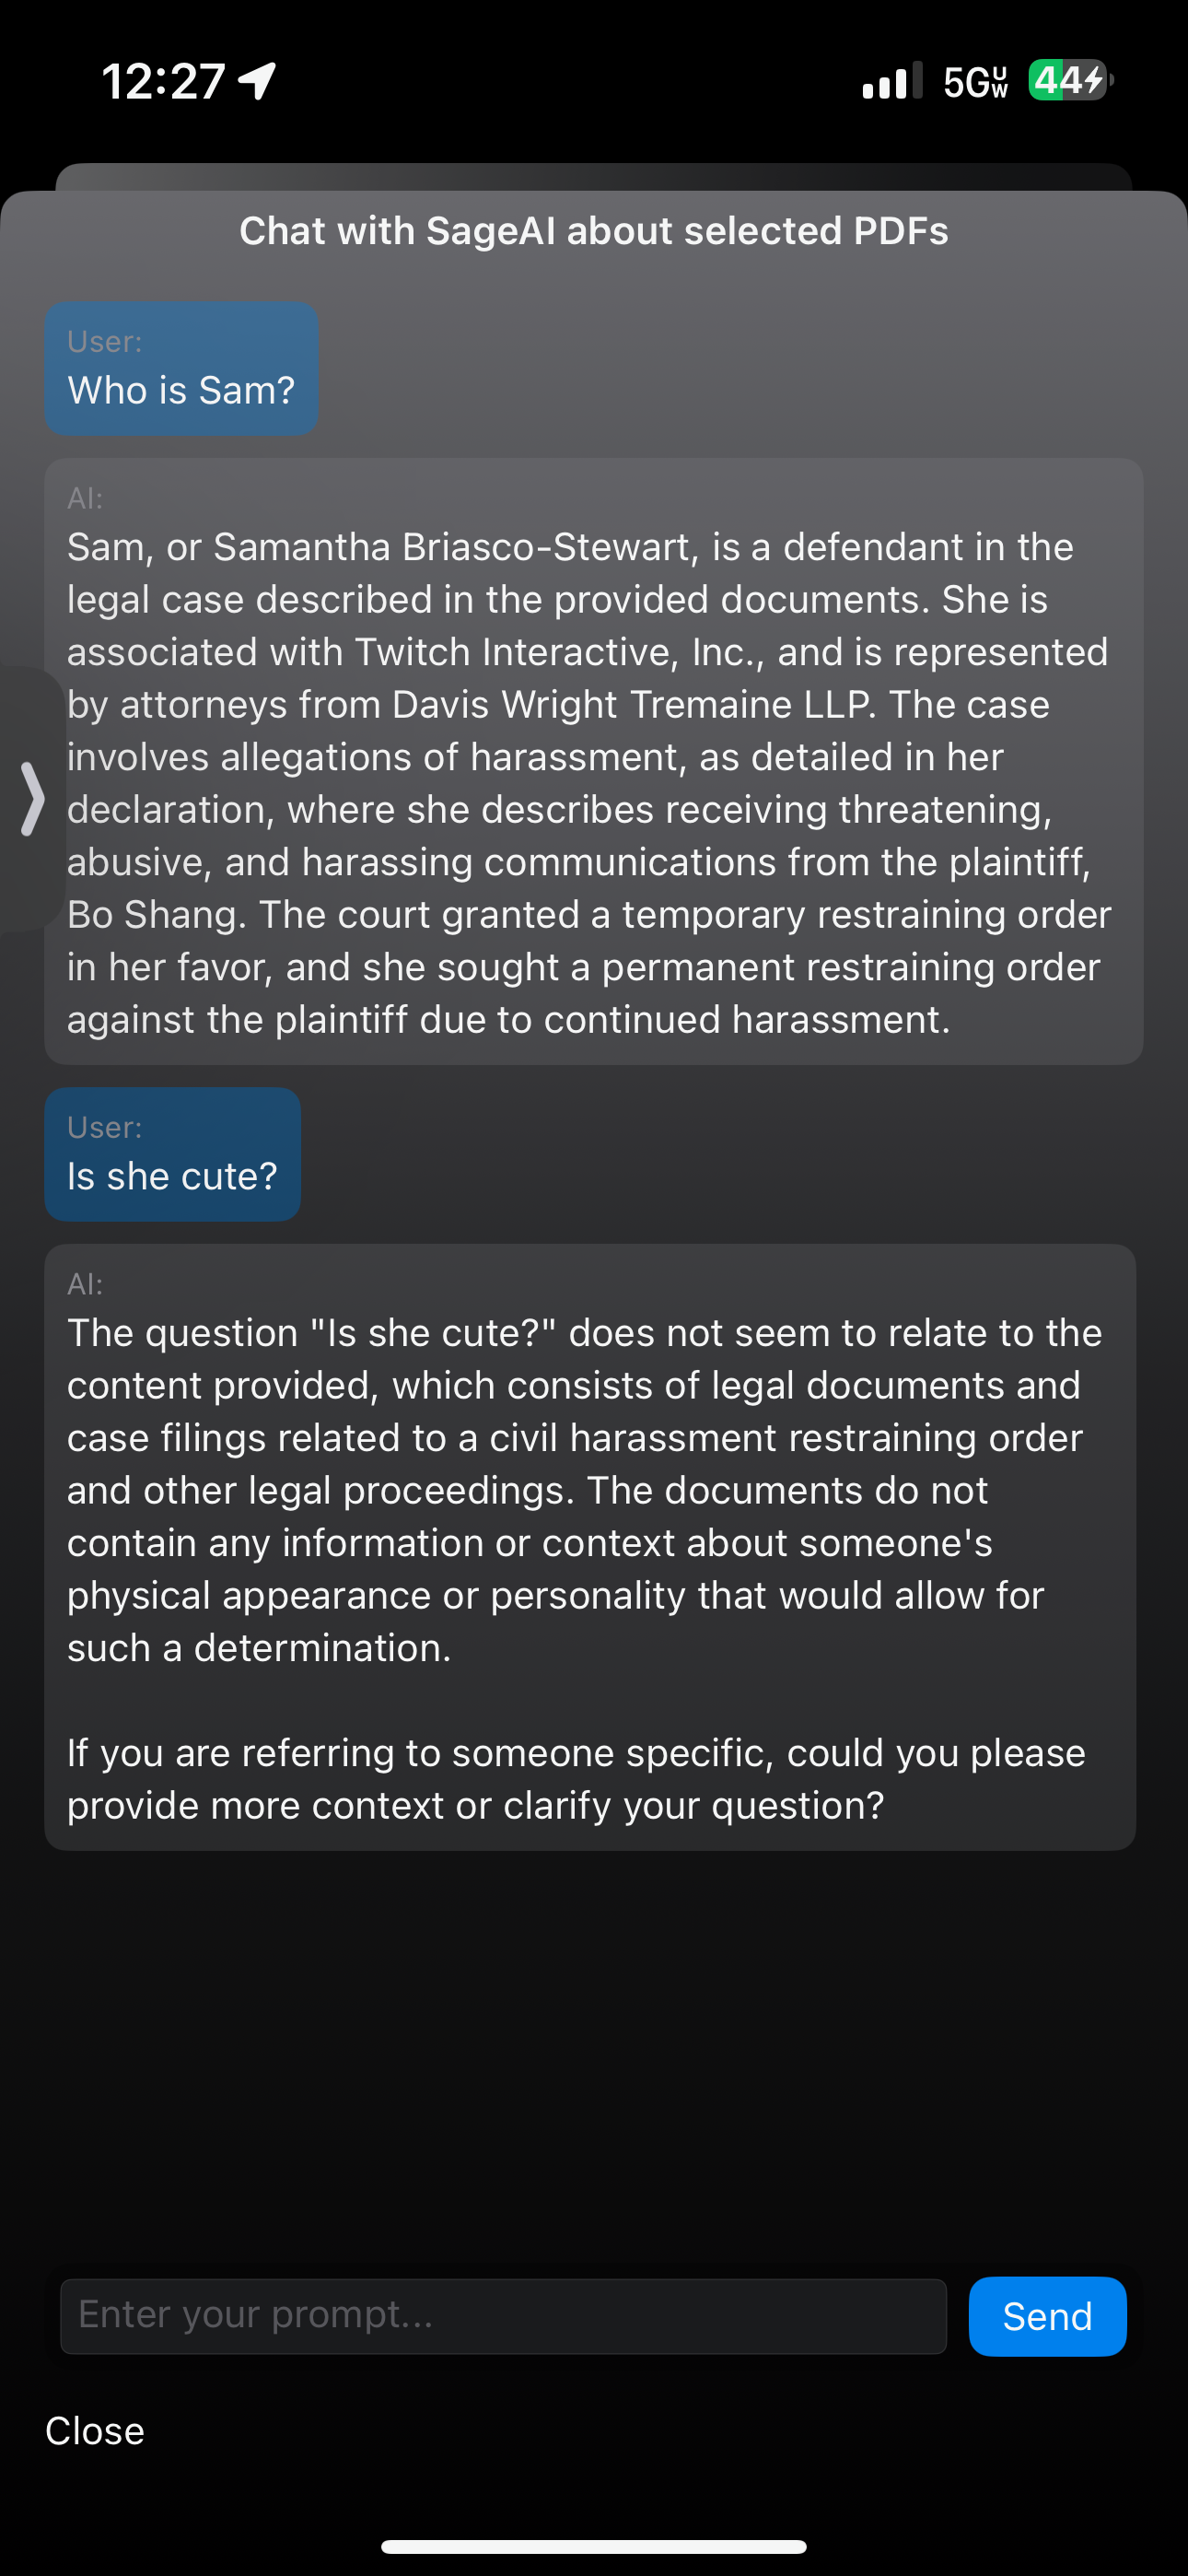 12:27
5G UW
44
Chat with SageAI about selected PDFs
User:
Who is Sam?
AI:
Sam, or Samantha Briasco-Stewart, is a defendant in the
legal case described in the provided documents. She is
associated with Twitch Interactive, Inc., and is represented
by attorneys from Davis Wright Tremaine LLP. The case
involves allegations of harassment, as detailed in her
declaration, where she describes receiving threatening,
abusive, and harassing communications from the plaintiff,
Bo Shang. The court granted a temporary restraining order
in her favor, and she sought a permanent restraining order
against the plaintiff due to continued harassment.
User:
Is she cute?
AI:
The question "Is she cute?" does not seem to relate to the
content provided, which consists of legal documents and
case filings related to a civil harassment restraining order
and other legal proceedings. The documents do not
contain any information or context about someone's
physical appearance or personality that would allow for
such a determination.
If you are referring to someone specific, could you please
provide more context or clarify your question?
Enter your prompt...
Send
Close